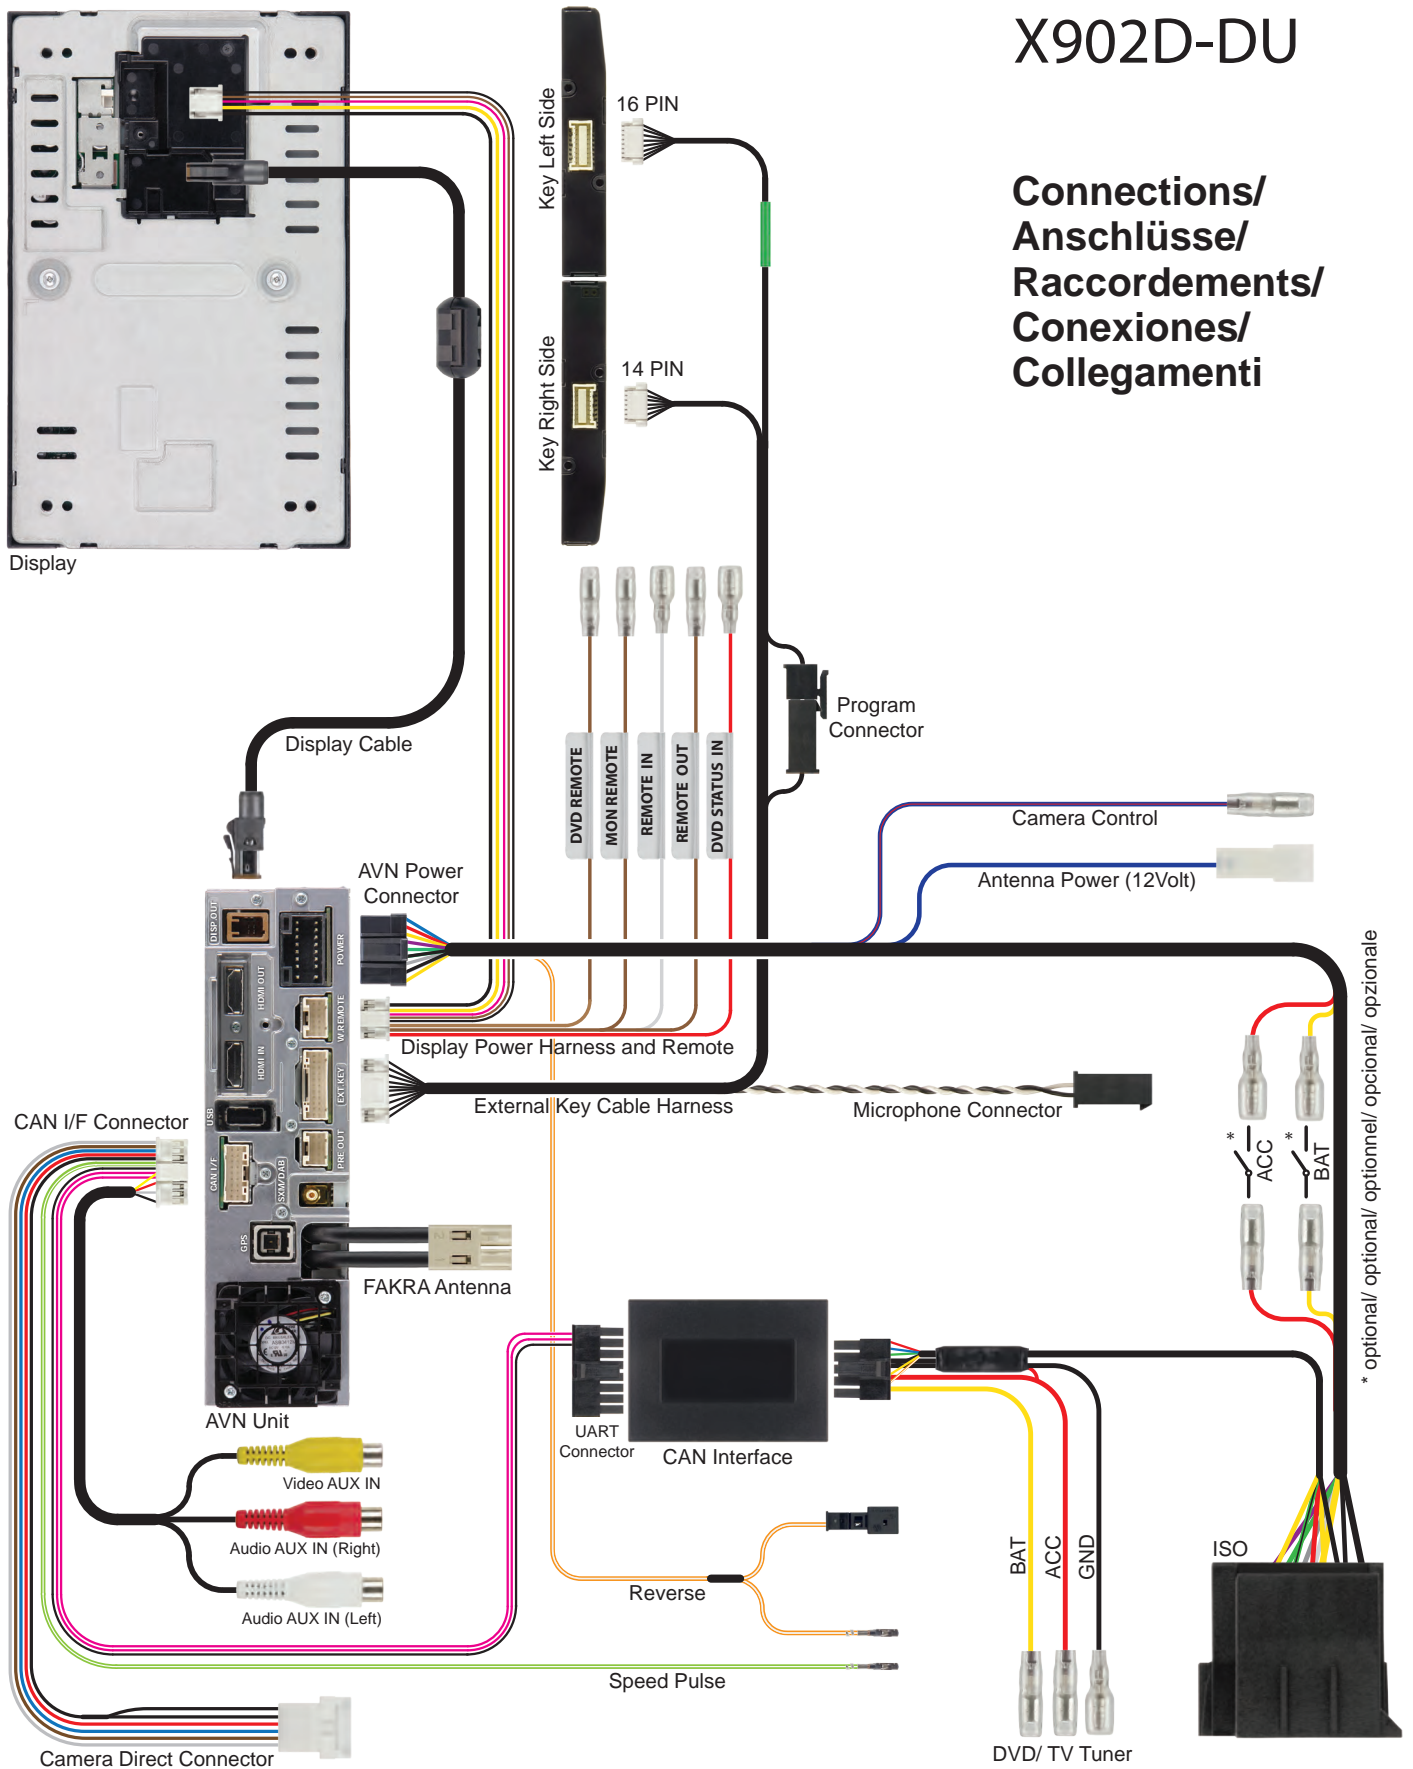 X902D-DU
Connections/
Anschlüsse/
Raccordements/
Conexiones/
Collegamenti
Key Left Side
16 PIN
Key Right Side
14 PIN
Display
Display Cable
Program
Connector
DVD REMOTE
MON REMOTE
REMOTE IN
REMOTE OUT
DVD STATUS IN
Camera Control
Antenna Power (12Volt)
AVN Power
Connector
DISP.OUT
POWER
HDMI OUT
HDMI IN
W.REMOTE
EXT.KEY
USB
PRE OUT
CAN I/F
SXM/DAB
GPS
Display Power Harness and Remote
External Key Cable Harness
Microphone Connector
CAN I/F Connector
FAKRA Antenna
AVN Unit
* ACC
* BAT
* optional/ optional/ optionnel/ opcional/ opzionale
UART
Connector
CAN Interface
Video AUX IN
Audio AUX IN (Right)
Audio AUX IN (Left)
Reverse
Speed Pulse
BAT
ACC
GND
ISO
DVD/ TV Tuner
Camera Direct Connector